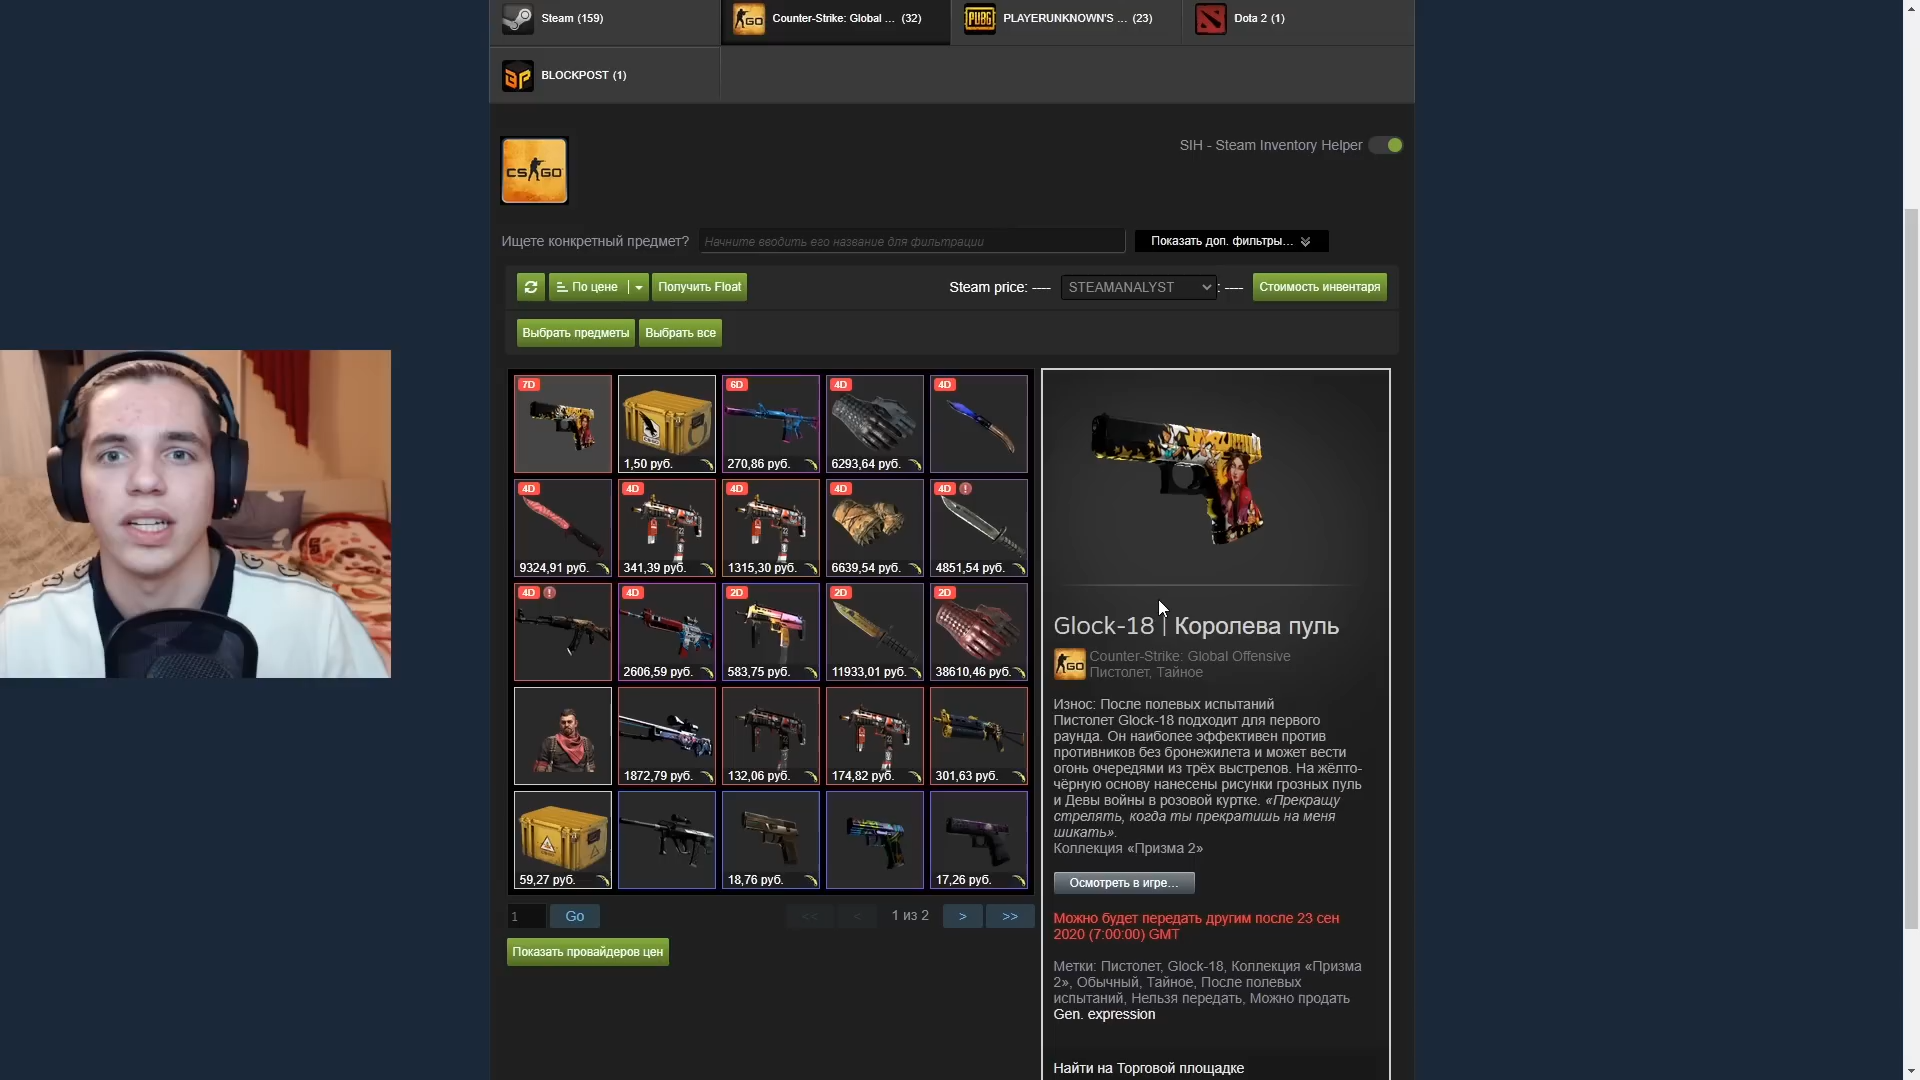 Steam (159)
Counter-Strike: Global ... (32)
PUBG
PLAYERUNKNOWN'S ... (23)
Dota 2 (1)
BLOCKPOST (1)
CS GO
SIH - Steam Inventory Helper
Ищете конкретный предмет?
Начните вводить его название для фильтрации
Показать доп. фильтры...
По цене
Получить Float
Steam price: ----
STEAMANALYST
: ----
Стоимость инвентаря
Выбрать предметы
Выбрать все
7D
6D
4D
4D
1,50 руб.
270,86 руб.
6293,64 руб.
4D
4D
4D
4D
4D
9324,91 руб.
341,39 руб.
1315,30 руб.
6639,54 руб.
4851,54 руб.
4D
4D
2D
2D
2D
2606,59 руб.
583,75 руб.
11933,01 руб.
38610,46 руб.
1872,79 руб.
132,06 руб.
174,82 руб.
301,63 руб.
59,27 руб.
18,76 руб.
17,26 руб.
1
Go
<<
<
1 из 2
>
>>
Показать провайдеров цен
Glock-18 | Королева пуль
GO
Counter-Strike: Global Offensive
Пистолет, Тайное
Износ: После полевых испытаний
Пистолет Glock-18 подходит для первого
раунда. Он наиболее эффективен против
противников без бронежилета и может вести
огонь очередями из трёх выстрелов. На жёлто-
чёрную основу нанесены рисунки грозных пуль
и Девы войны в розовой куртке. «Прекращу
стрелять, когда ты прекратишь на меня
шикать».
Коллекция «Призма 2»
Осмотреть в игре...
Можно будет передать другим после 23 сен
2020 (7:00:00) GMT
Метки: Пистолет, Glock-18, Коллекция «Призма
2», Обычный, Тайное, После полевых
испытаний, Нельзя передать, Можно продать
Gen. expression
Найти на Торговой площадке